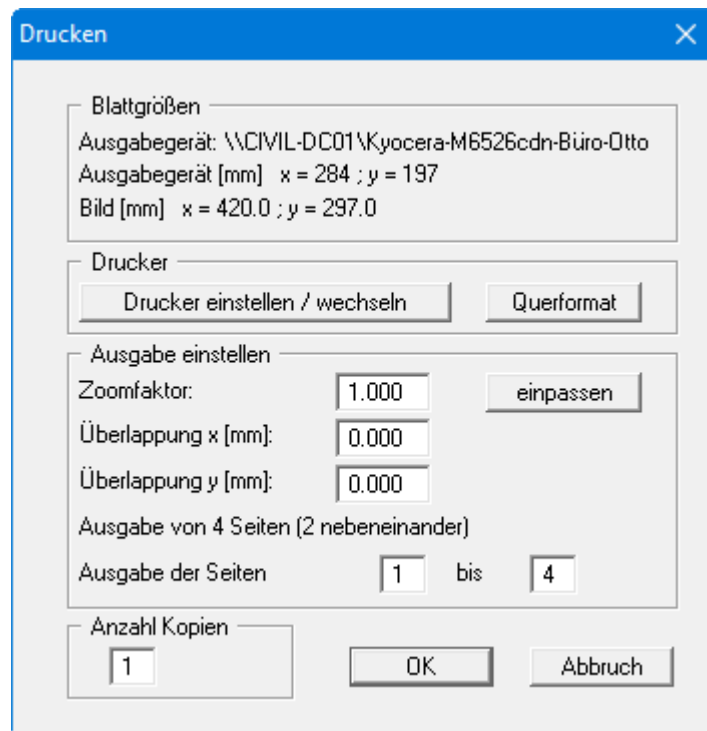 Drucken
Blattgrößen
Ausgabegerät: \\CIVIL-DC01\Kyocera-M6526cdn-Büro-Otto
Ausgabegerät [mm]   x = 284 ; y = 197
Bild [mm]   x = 420.0 ; y = 297.0
Drucker
Drucker einstellen / wechseln   Querformat
Ausgabe einstellen
Zoomfaktor:   1.000   einpassen
Überlappung x [mm]:   0.000
Überlappung y [mm]:   0.000
Ausgabe von 4 Seiten (2 nebeneinander)
Ausgabe der Seiten   1   bis   4
Anzahl Kopien
1   OK   Abbruch